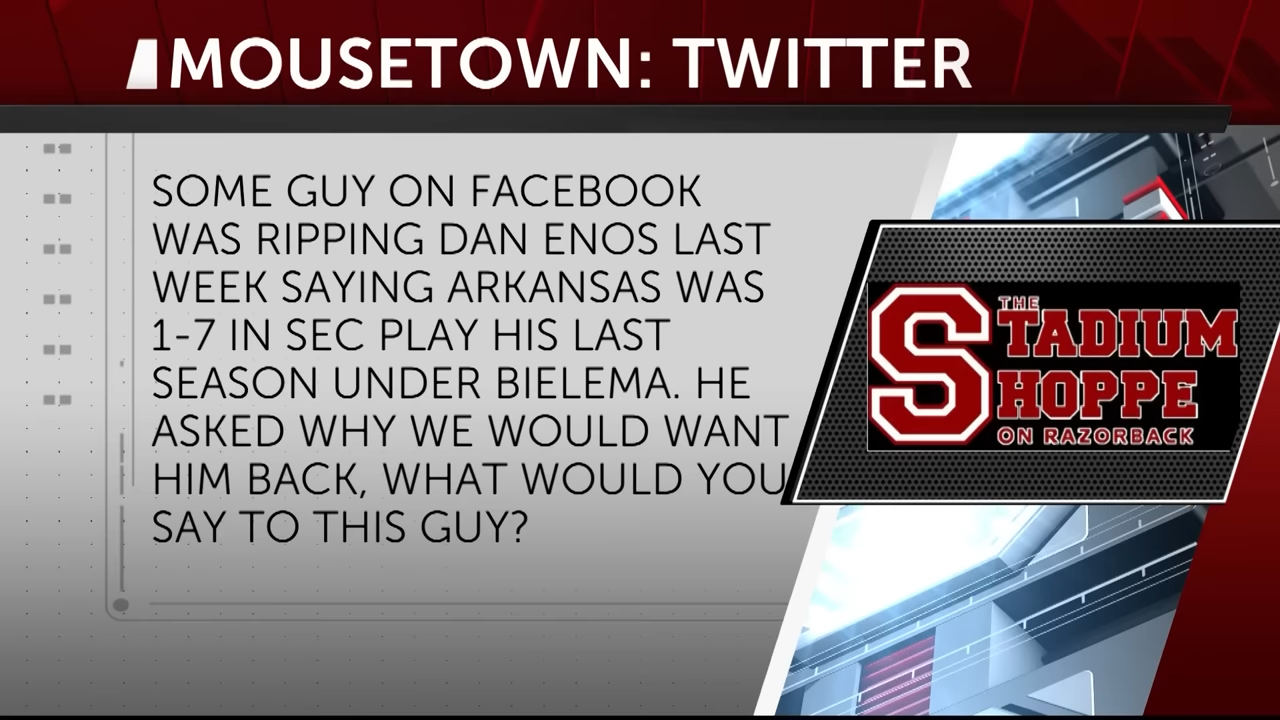 MOUSETOWN: TWITTER
SOME GUY ON FACEBOOK
WAS RIPPING DAN ENOS LAST
WEEK SAYING ARKANSAS WAS
1-7 IN SEC PLAY HIS LAST
SEASON UNDER BIELEMA. HE
ASKED WHY WE WOULD WANT
HIM BACK, WHAT WOULD YOU
SAY TO THIS GUY?
THE
STADIUM
SHOPPE
ON RAZORBACK